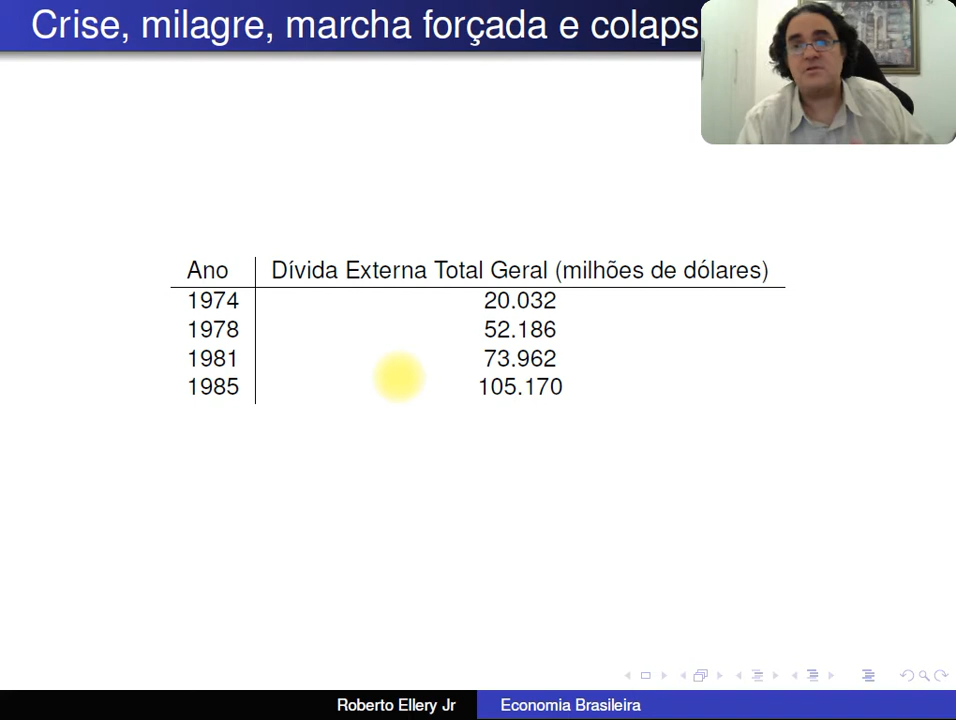 Crise, milagre, marcha forçada e colaps
Ano Dívida Externa Total Geral (milhões de dólares)
1974 20.032
1978 52.186
1981 73.962
1985 105.170
Roberto Ellery Jr Economia Brasileira